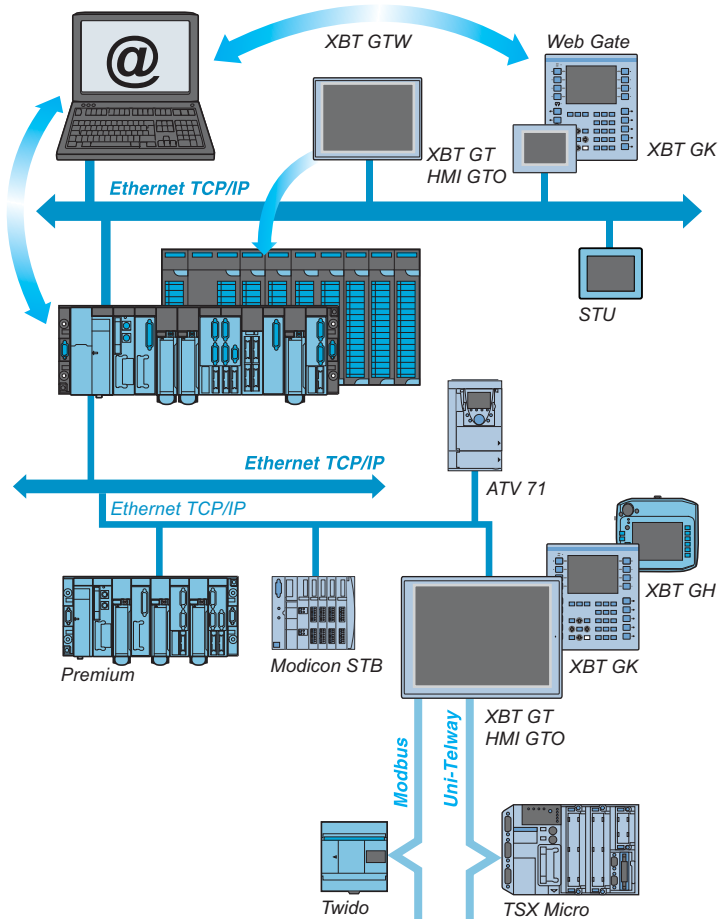 @
XBT GTW
Web Gate
XBT GT
HMI GTO
XBT GK
Ethernet TCP/IP
STU
Ethernet TCP/IP
Ethernet TCP/IP
ATV 71
XBT GH
Premium
Modicon STB
XBT GK
XBT GT
HMI GTO
Modbus
Uni-Telway
Twido
TSX Micro